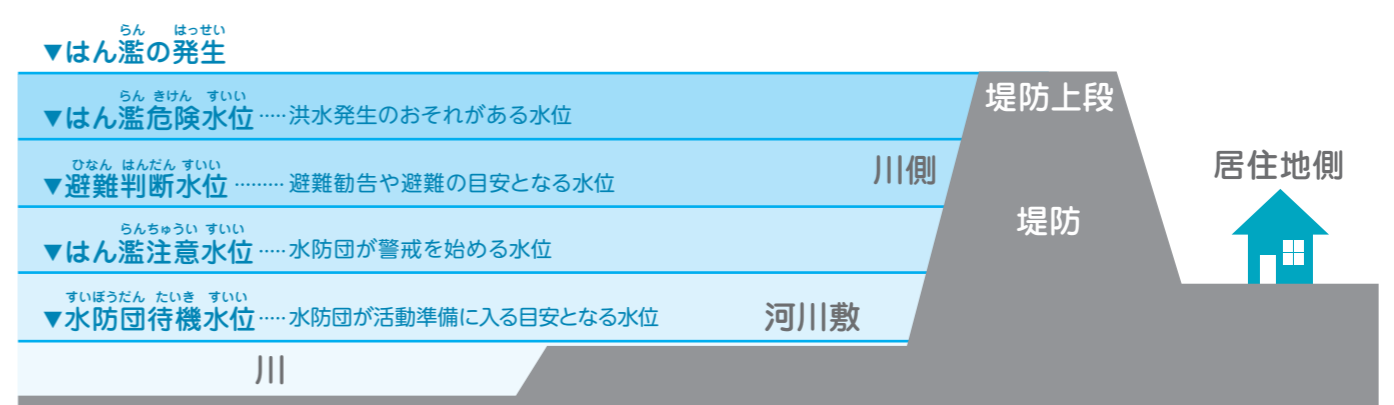 らん はっせい
▼はん濫の発生
らん きけん すいい
▼はん濫危険水位……洪水発生のおそれがある水位
堤防上段
ひなん はんだん すいい
▼避難判断水位………避難勧告や避難の目安となる水位
川側
居住地側
らんちゅうい すいい
▼はん濫注意水位……水防団が警戒を始める水位
堤防
すいぼうだん たいき すいい
▼水防団待機水位……水防団が活動準備に入る目安となる水位
河川敷
川